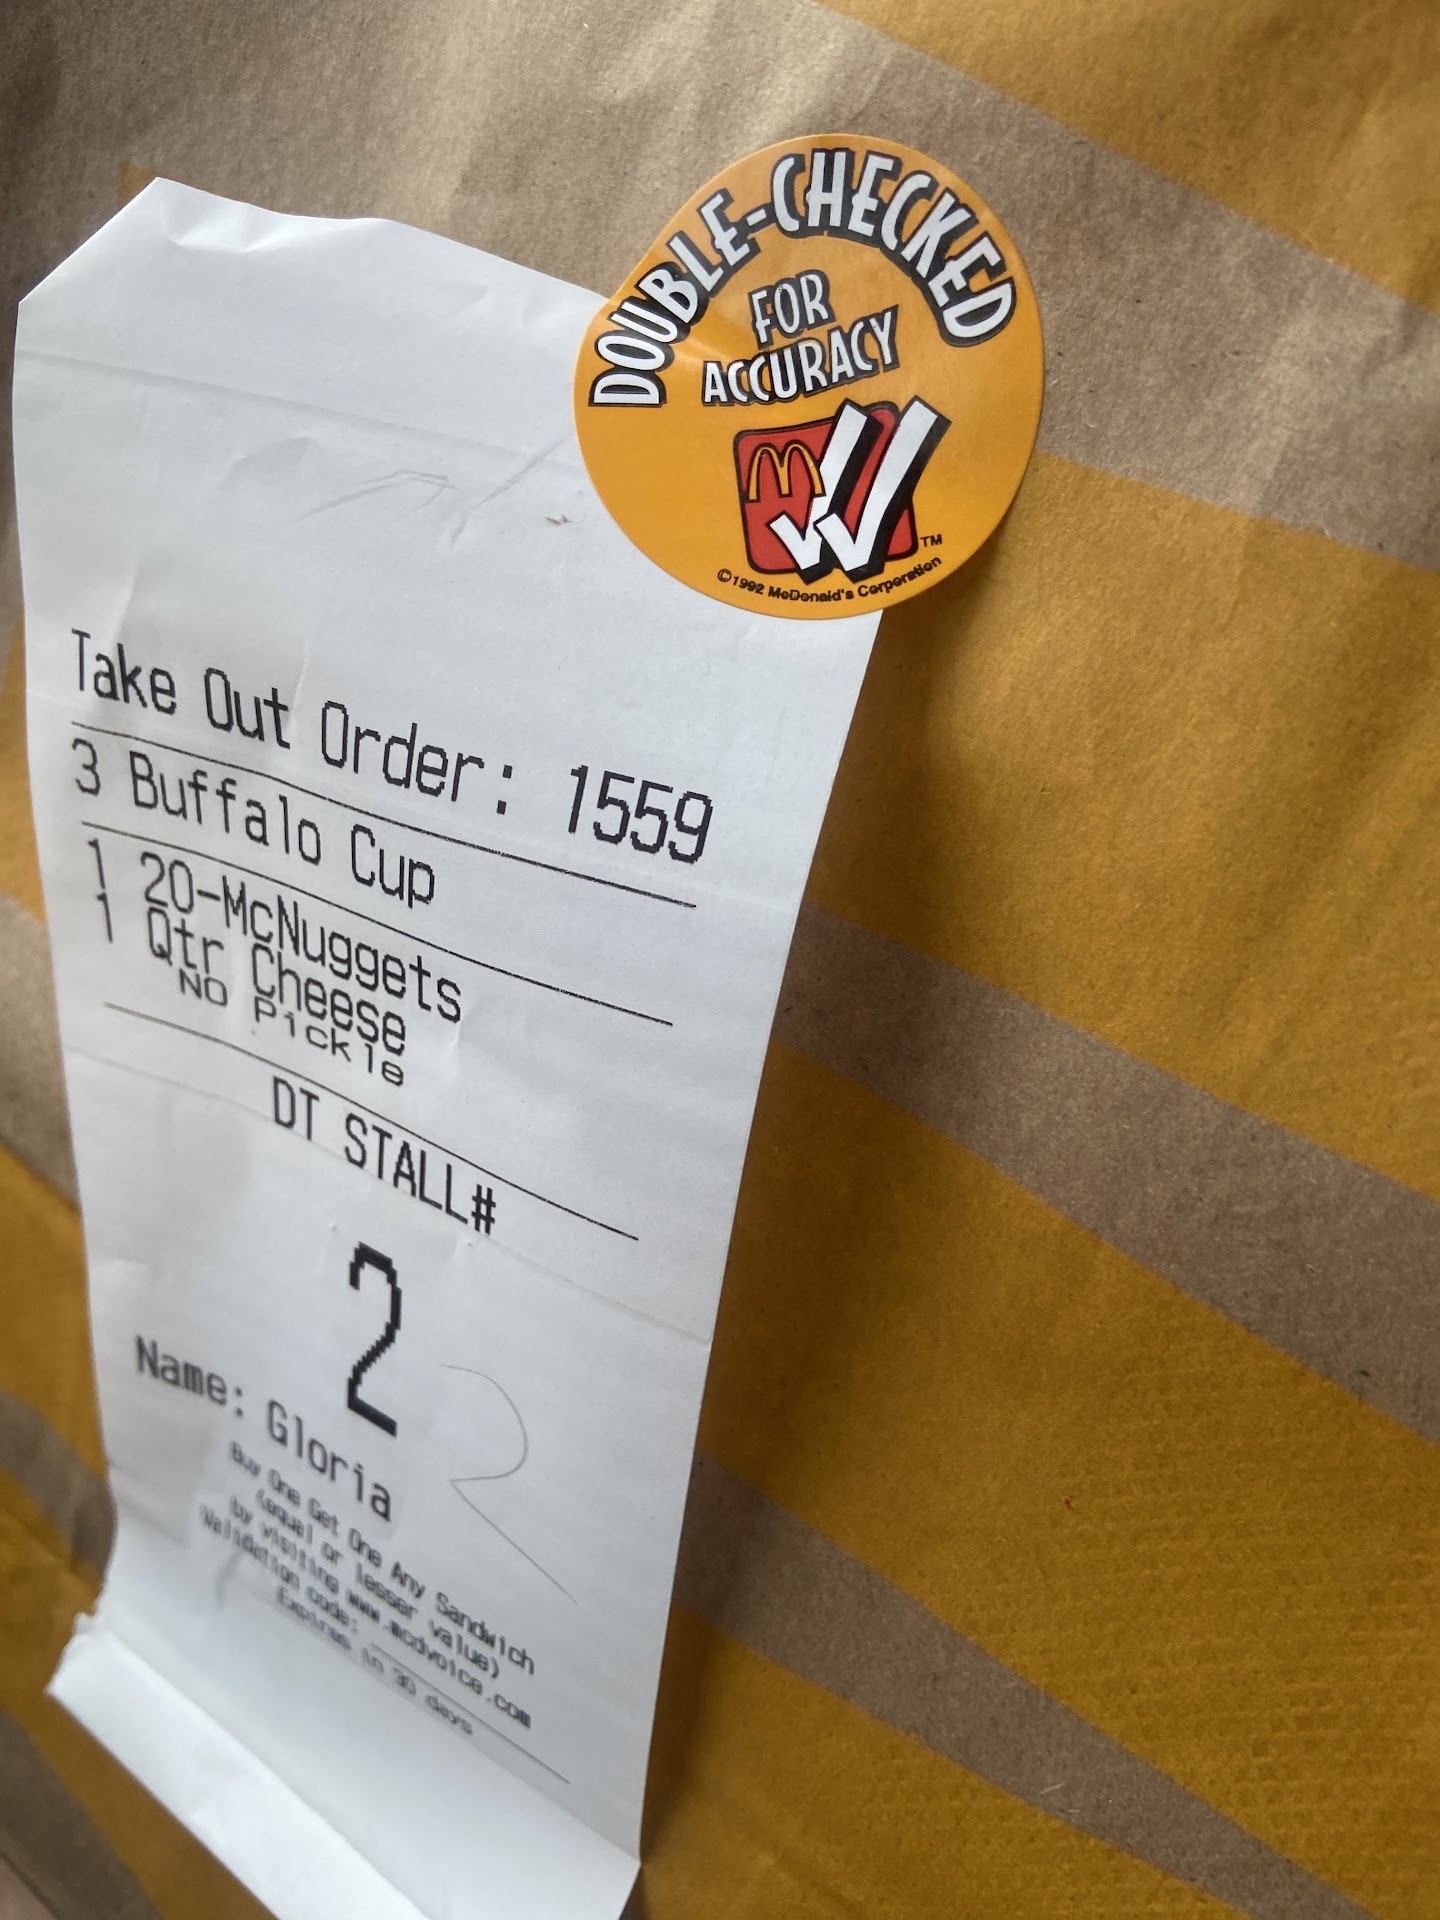 DOUBLE-CHECKED
FOR
ACCURACY
M
TM
©1992 McDonald's Corporation
Take Out Order: 1559
3 Buffalo Cup
1 20-McNuggets
1 Qtr Cheese
NO Pickle
DT STALL#
2
2
Name: Gloria
Buy One Get One Any Sandwich
(equal or lesser value)
by visiting www.mcdvoice.com
Validation code:
Expires in 30 days